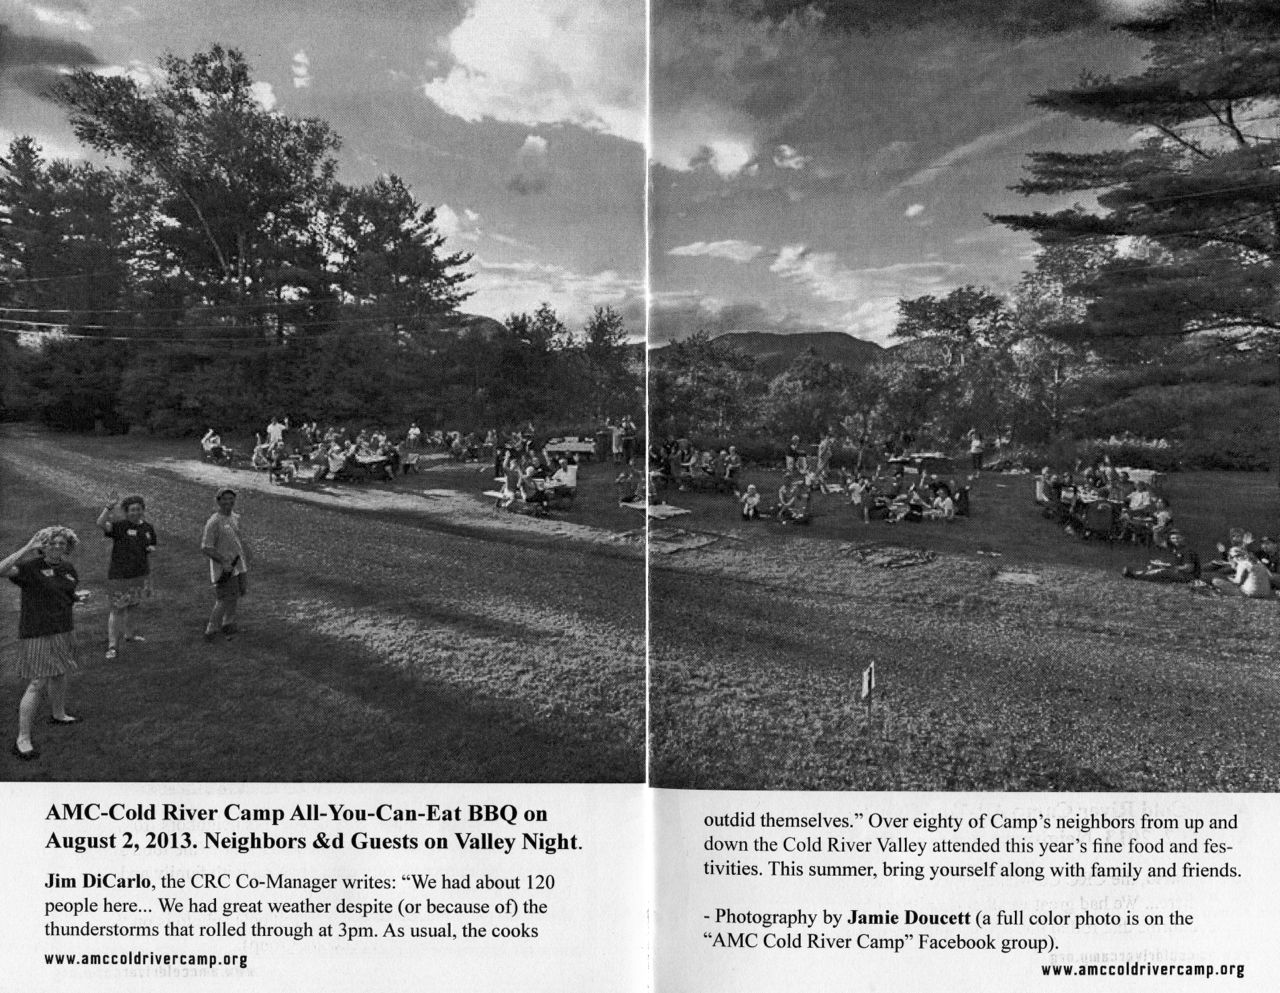 AMC-Cold River Camp All-You-Can-Eat BBQ on
August 2, 2013. Neighbors &d Guests on Valley Night.
Jim DiCarlo, the CRC Co-Manager writes: “We had about 120
people here... We had great weather despite (or because of) the
thunderstorms that rolled through at 3pm. As usual, the cooks
www.amccoldrivercamp.org
outdid themselves.” Over eighty of Camp’s neighbors from up and
down the Cold River Valley attended this year’s fine food and fes-
tivities. This summer, bring yourself along with family and friends.
- Photography by Jamie Doucett (a full color photo is on the
“AMC Cold River Camp” Facebook group).
www.amccoldrivercamp.org